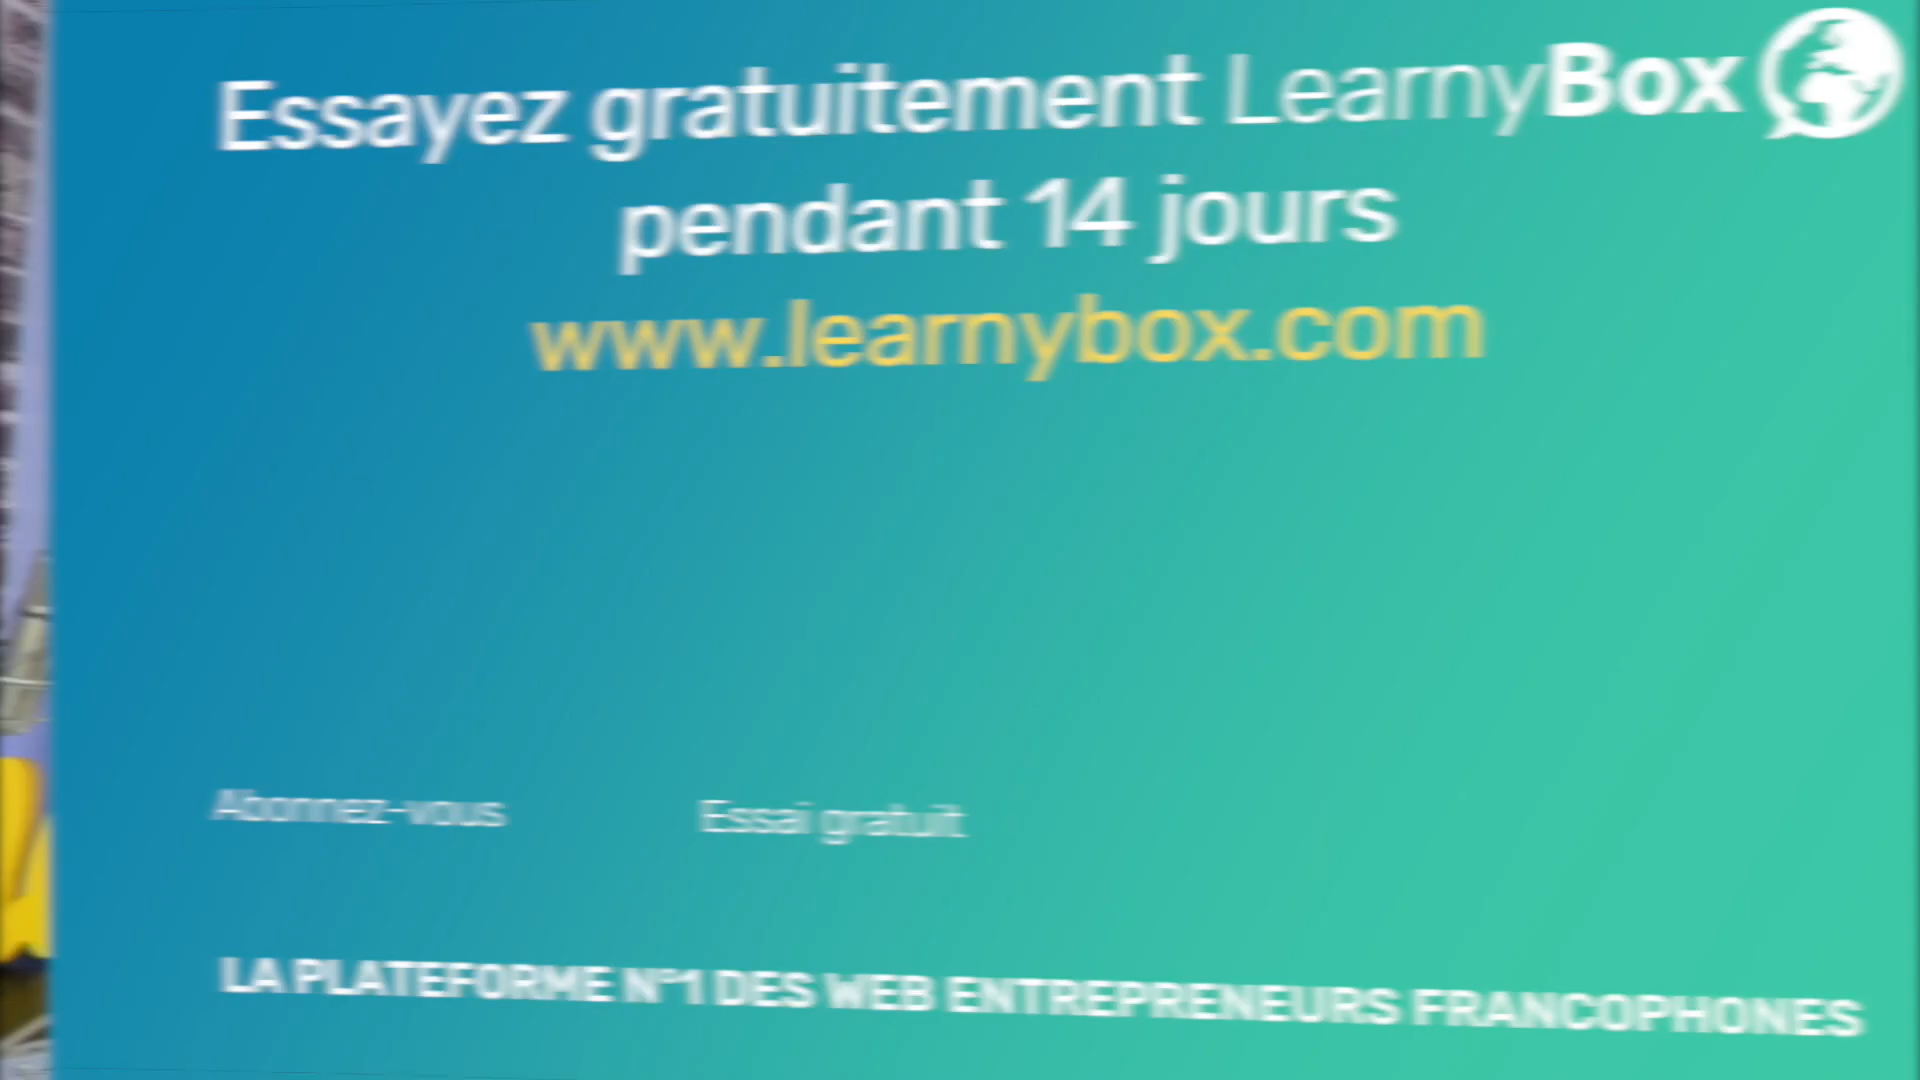 Essayez gratuitement LearnyBox
pendant 14 jours
www.learnybox.com
Abonnez-vous
Essai gratuit
LA PLATEFORME N°1 DES WEB ENTREPRENEURS FRANCOPHONES